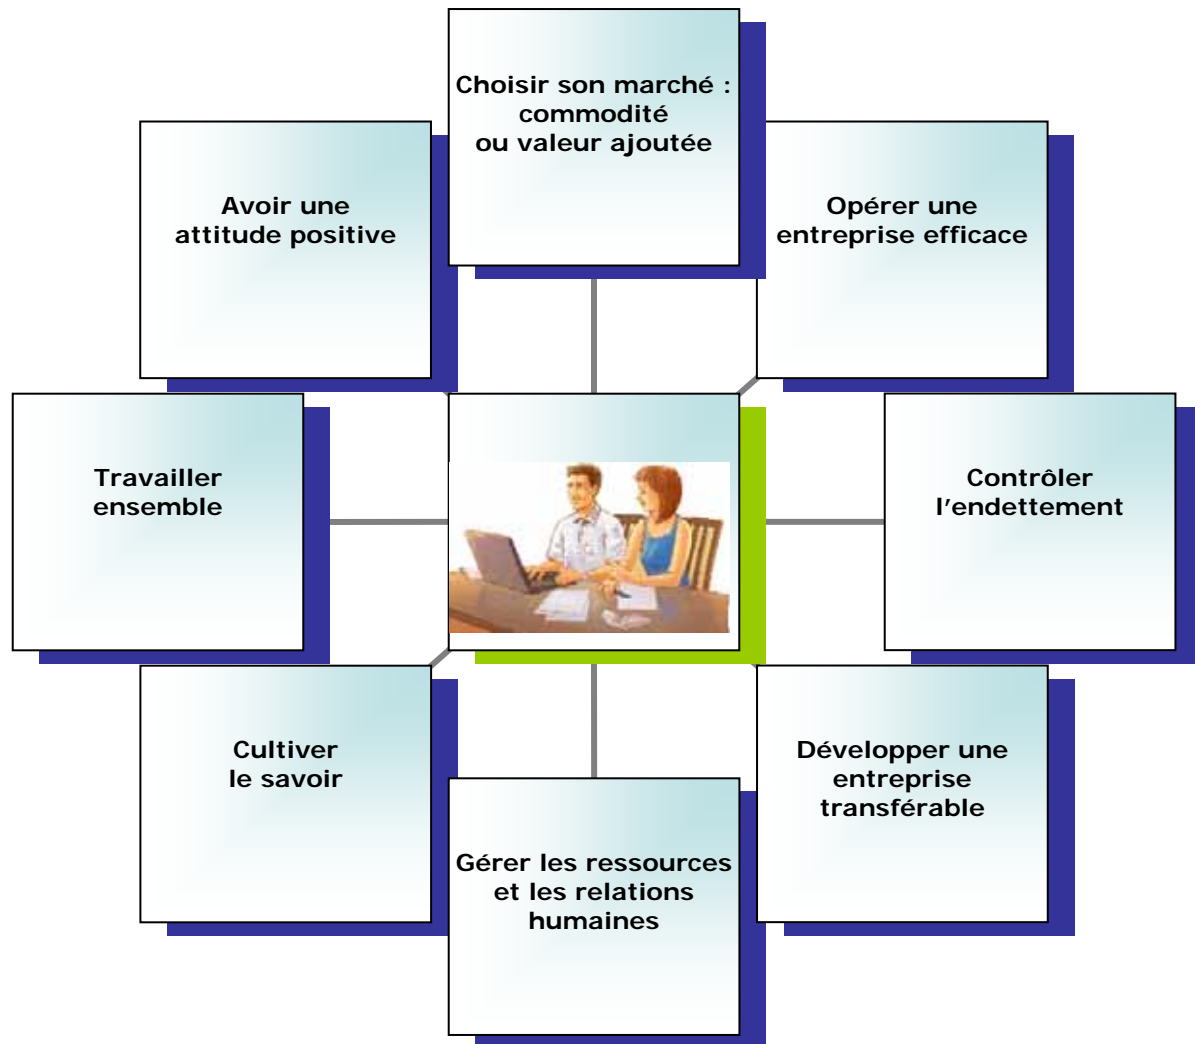 Choisir son marché :
commodité
ou valeur ajoutée
Avoir une
attitude positive
Opérer une
entreprise efficace
Travailler
ensemble
Contrôler
l'endettement
Cultiver
le savoir
Développer une
entreprise
transférable
Gérer les ressources
et les relations
humaines